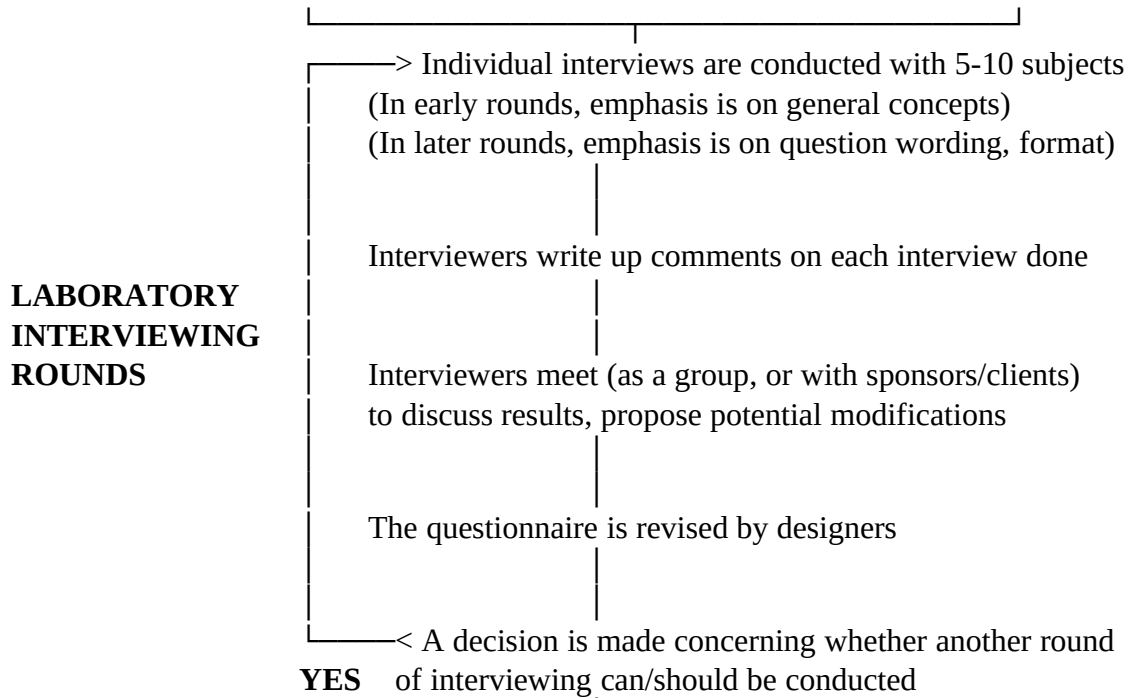 > Individual interviews are conducted with 5-10 subjects
(In early rounds, emphasis is on general concepts)
(In later rounds, emphasis is on question wording, format)
Interviewers write up comments on each interview done
LABORATORY
INTERVIEWING
ROUNDS
Interviewers meet (as a group, or with sponsors/clients)
to discuss results, propose potential modifications
The questionnaire is revised by designers
< A decision is made concerning whether another round
YES of interviewing can/should be conducted